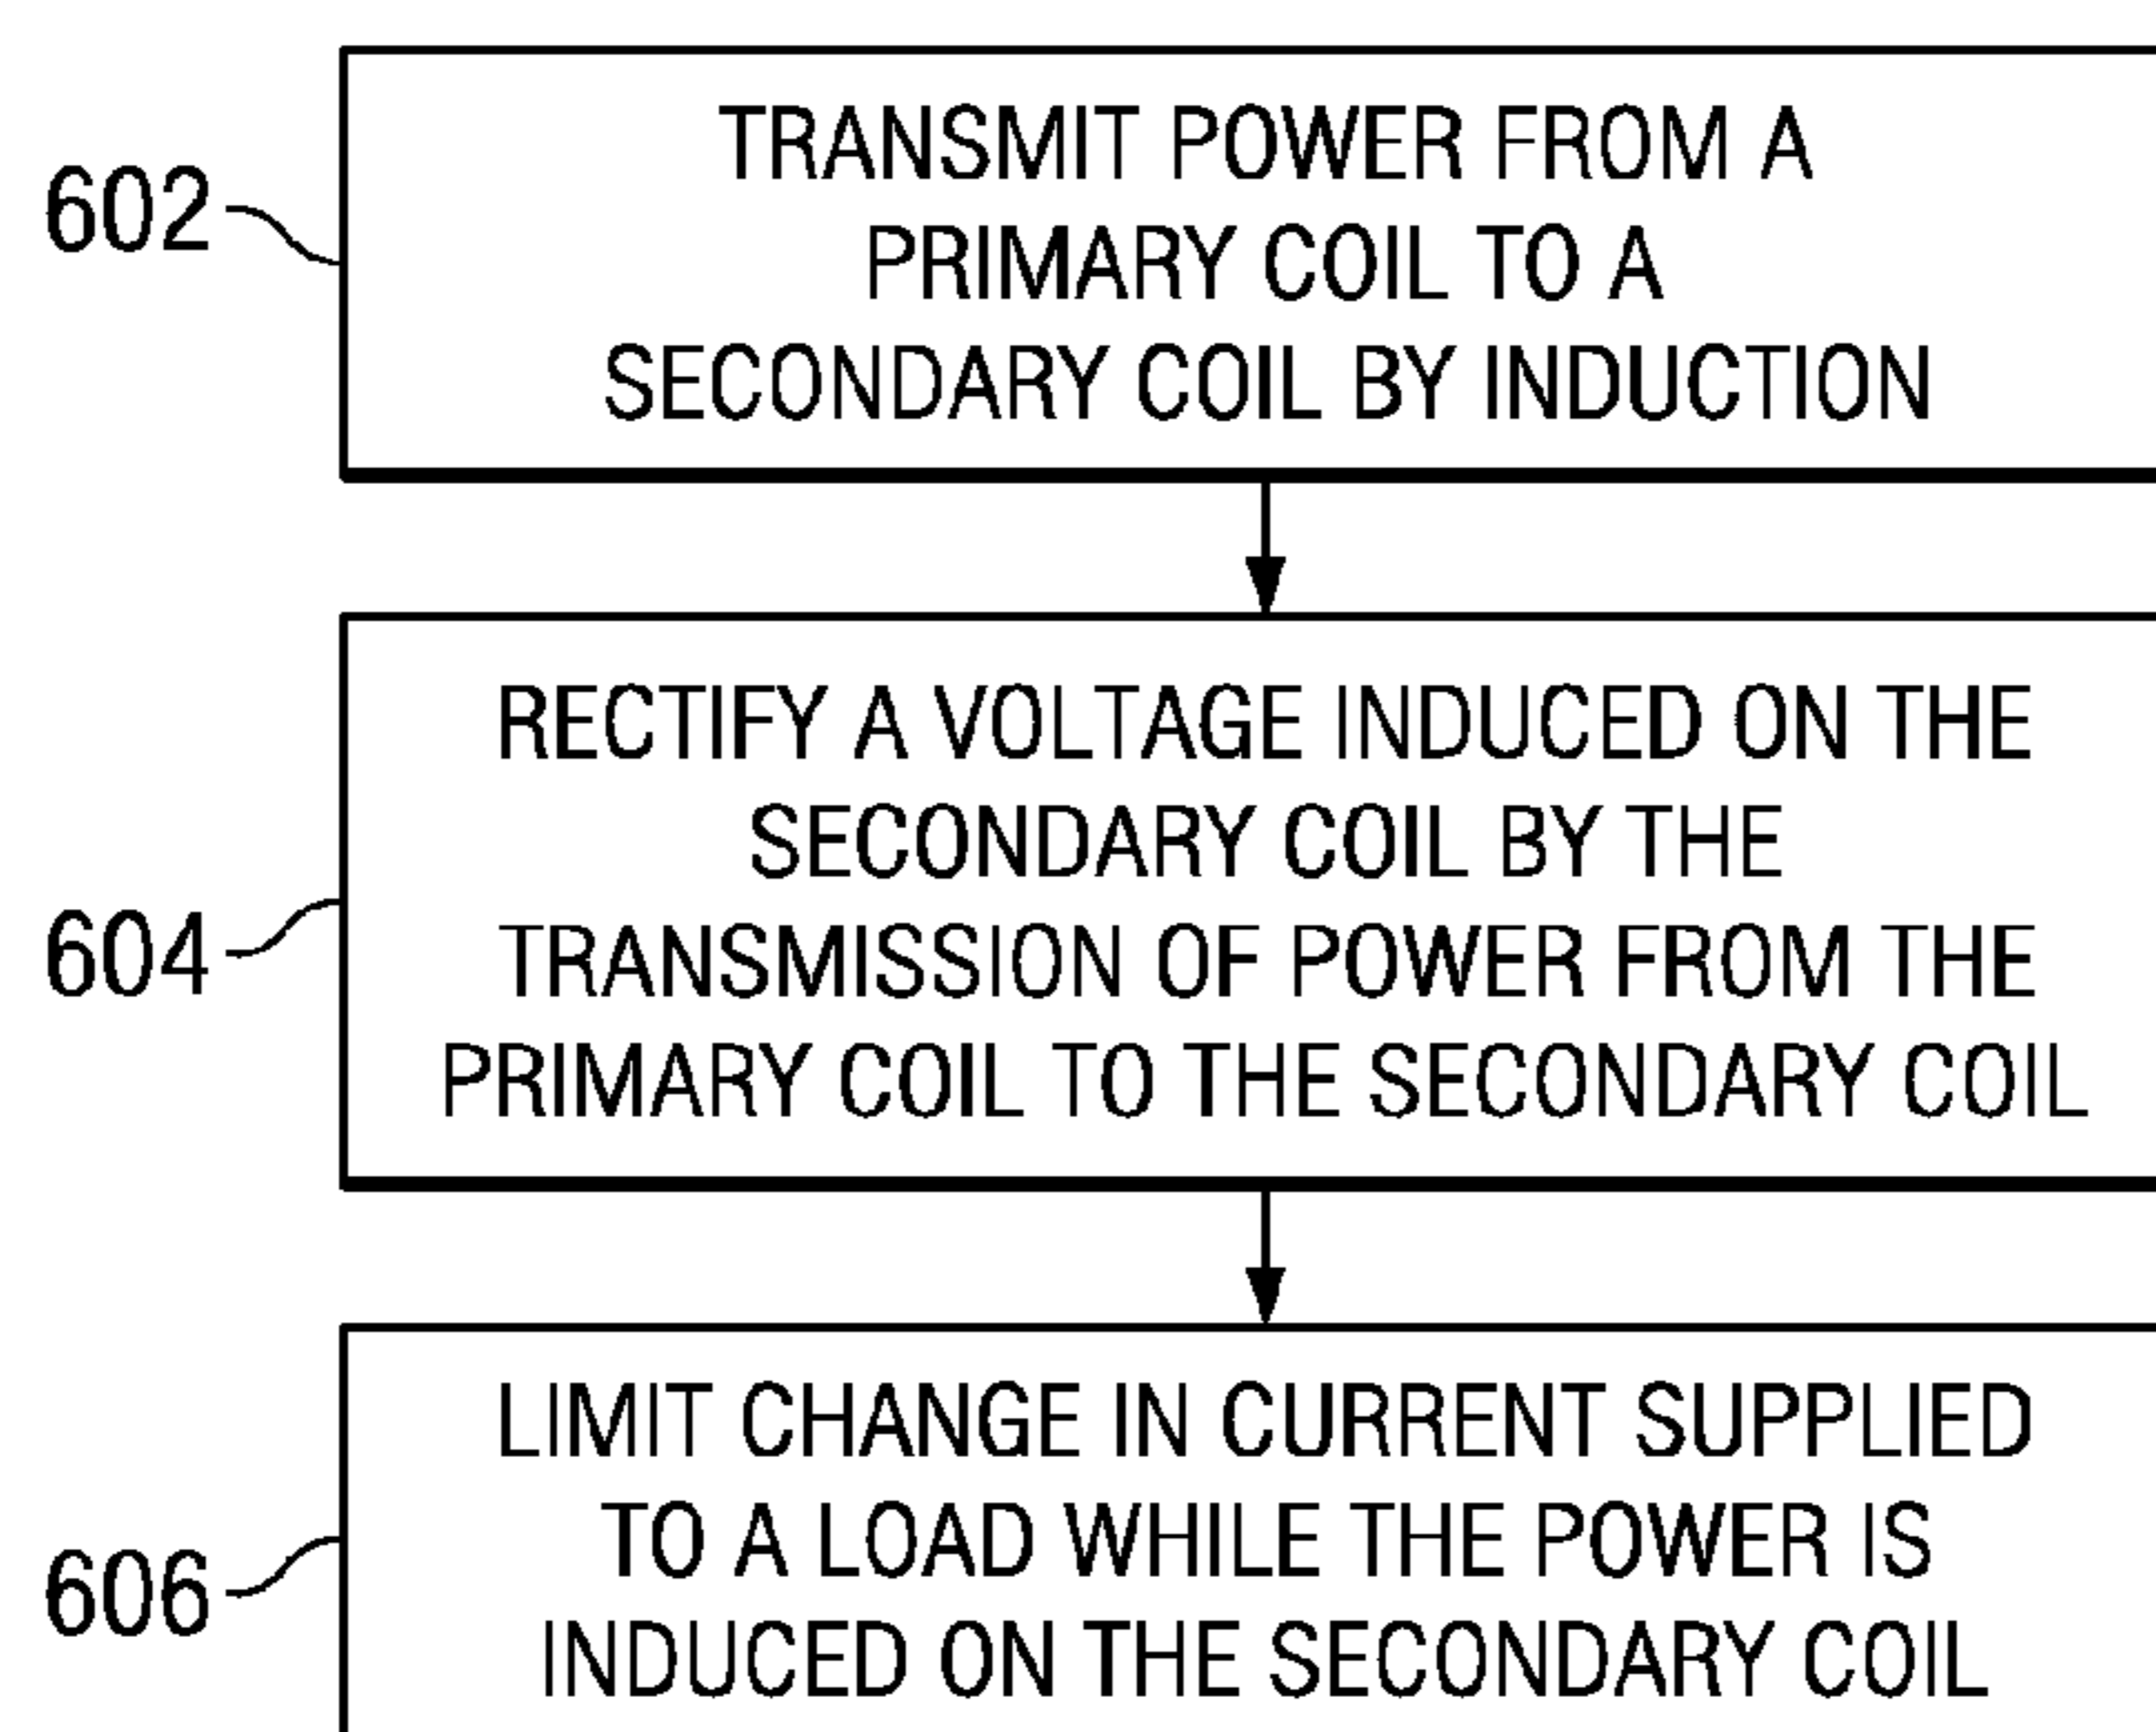 602
TRANSMIT POWER FROM A
PRIMARY COIL TO A
SECONDARY COIL BY INDUCTION
604
RECTIFY A VOLTAGE INDUCED ON THE
SECONDARY COIL BY THE
TRANSMISSION OF POWER FROM THE
PRIMARY COIL TO THE SECONDARY COIL
606
LIMIT CHANGE IN CURRENT SUPPLIED
TO A LOAD WHILE THE POWER IS
INDUCED ON THE SECONDARY COIL